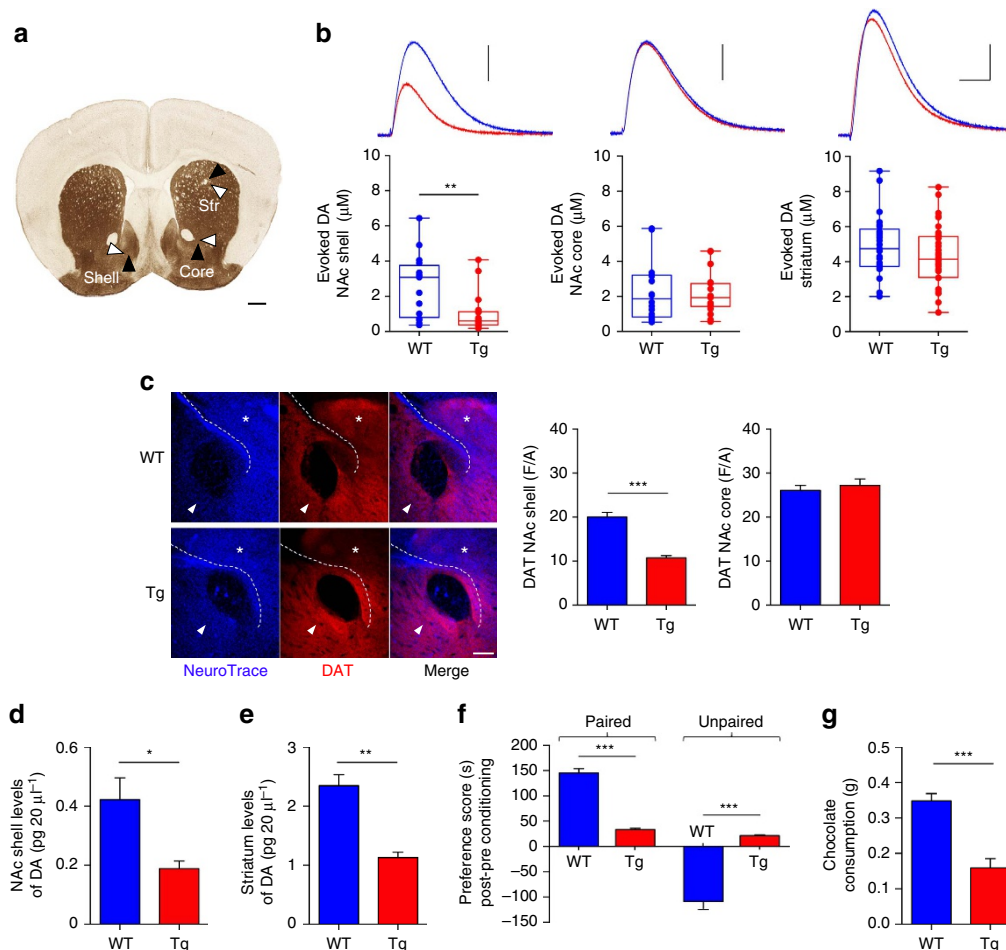 a
Str
Shell
Core
b
10
8
6
4
2
0
Evoked DA
NAc shell (μM)
**
WT
Tg
10
8
6
4
2
0
Evoked DA
NAc core (μM)
WT
Tg
10
8
6
4
2
0
Evoked DA
striatum (μM)
WT
Tg
c
WT
Tg
*
*
*
*
*
*
NeuroTrace
DAT
Merge
40
30
20
10
0
DAT NAc shell (F/A)
***
WT
Tg
40
30
20
10
0
DAT NAc core (F/A)
WT
Tg
d
0.6
0.4
0.2
0
NAc shell levels
of DA (pg 20 μl⁻¹)
*
WT
Tg
e
3
2
1
0
Striatum levels
of DA (pg 20 μl⁻¹)
**
WT
Tg
f
Paired
Unpaired
200
150
100
50
0
−50
−100
−150
Preference score (s)
post-pre conditioning
***
***
WT
Tg
WT
Tg
g
0.5
0.4
0.3
0.2
0.1
0.0
Chocolate
consumption (g)
***
WT
Tg